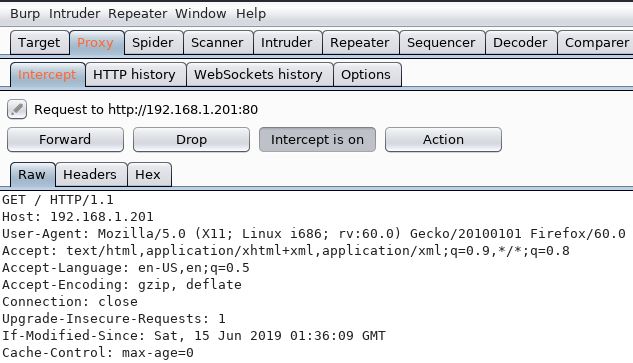 Burp Intruder Repeater Window Help
Target Proxy Spider Scanner Intruder Repeater Sequencer Decoder Comparer
Intercept HTTP history WebSockets history Options
Request to http://192.168.1.201:80
Forward Drop Intercept is on Action
Raw Headers Hex
GET / HTTP/1.1
Host: 192.168.1.201
User-Agent: Mozilla/5.0 (X11; Linux i686; rv:60.0) Gecko/20100101 Firefox/60.0
Accept: text/html,application/xhtml+xml,application/xml;q=0.9,*/*;q=0.8
Accept-Language: en-US,en;q=0.5
Accept-Encoding: gzip, deflate
Connection: close
Upgrade-Insecure-Requests: 1
If-Modified-Since: Sat, 15 Jun 2019 01:36:09 GMT
Cache-Control: max-age=0